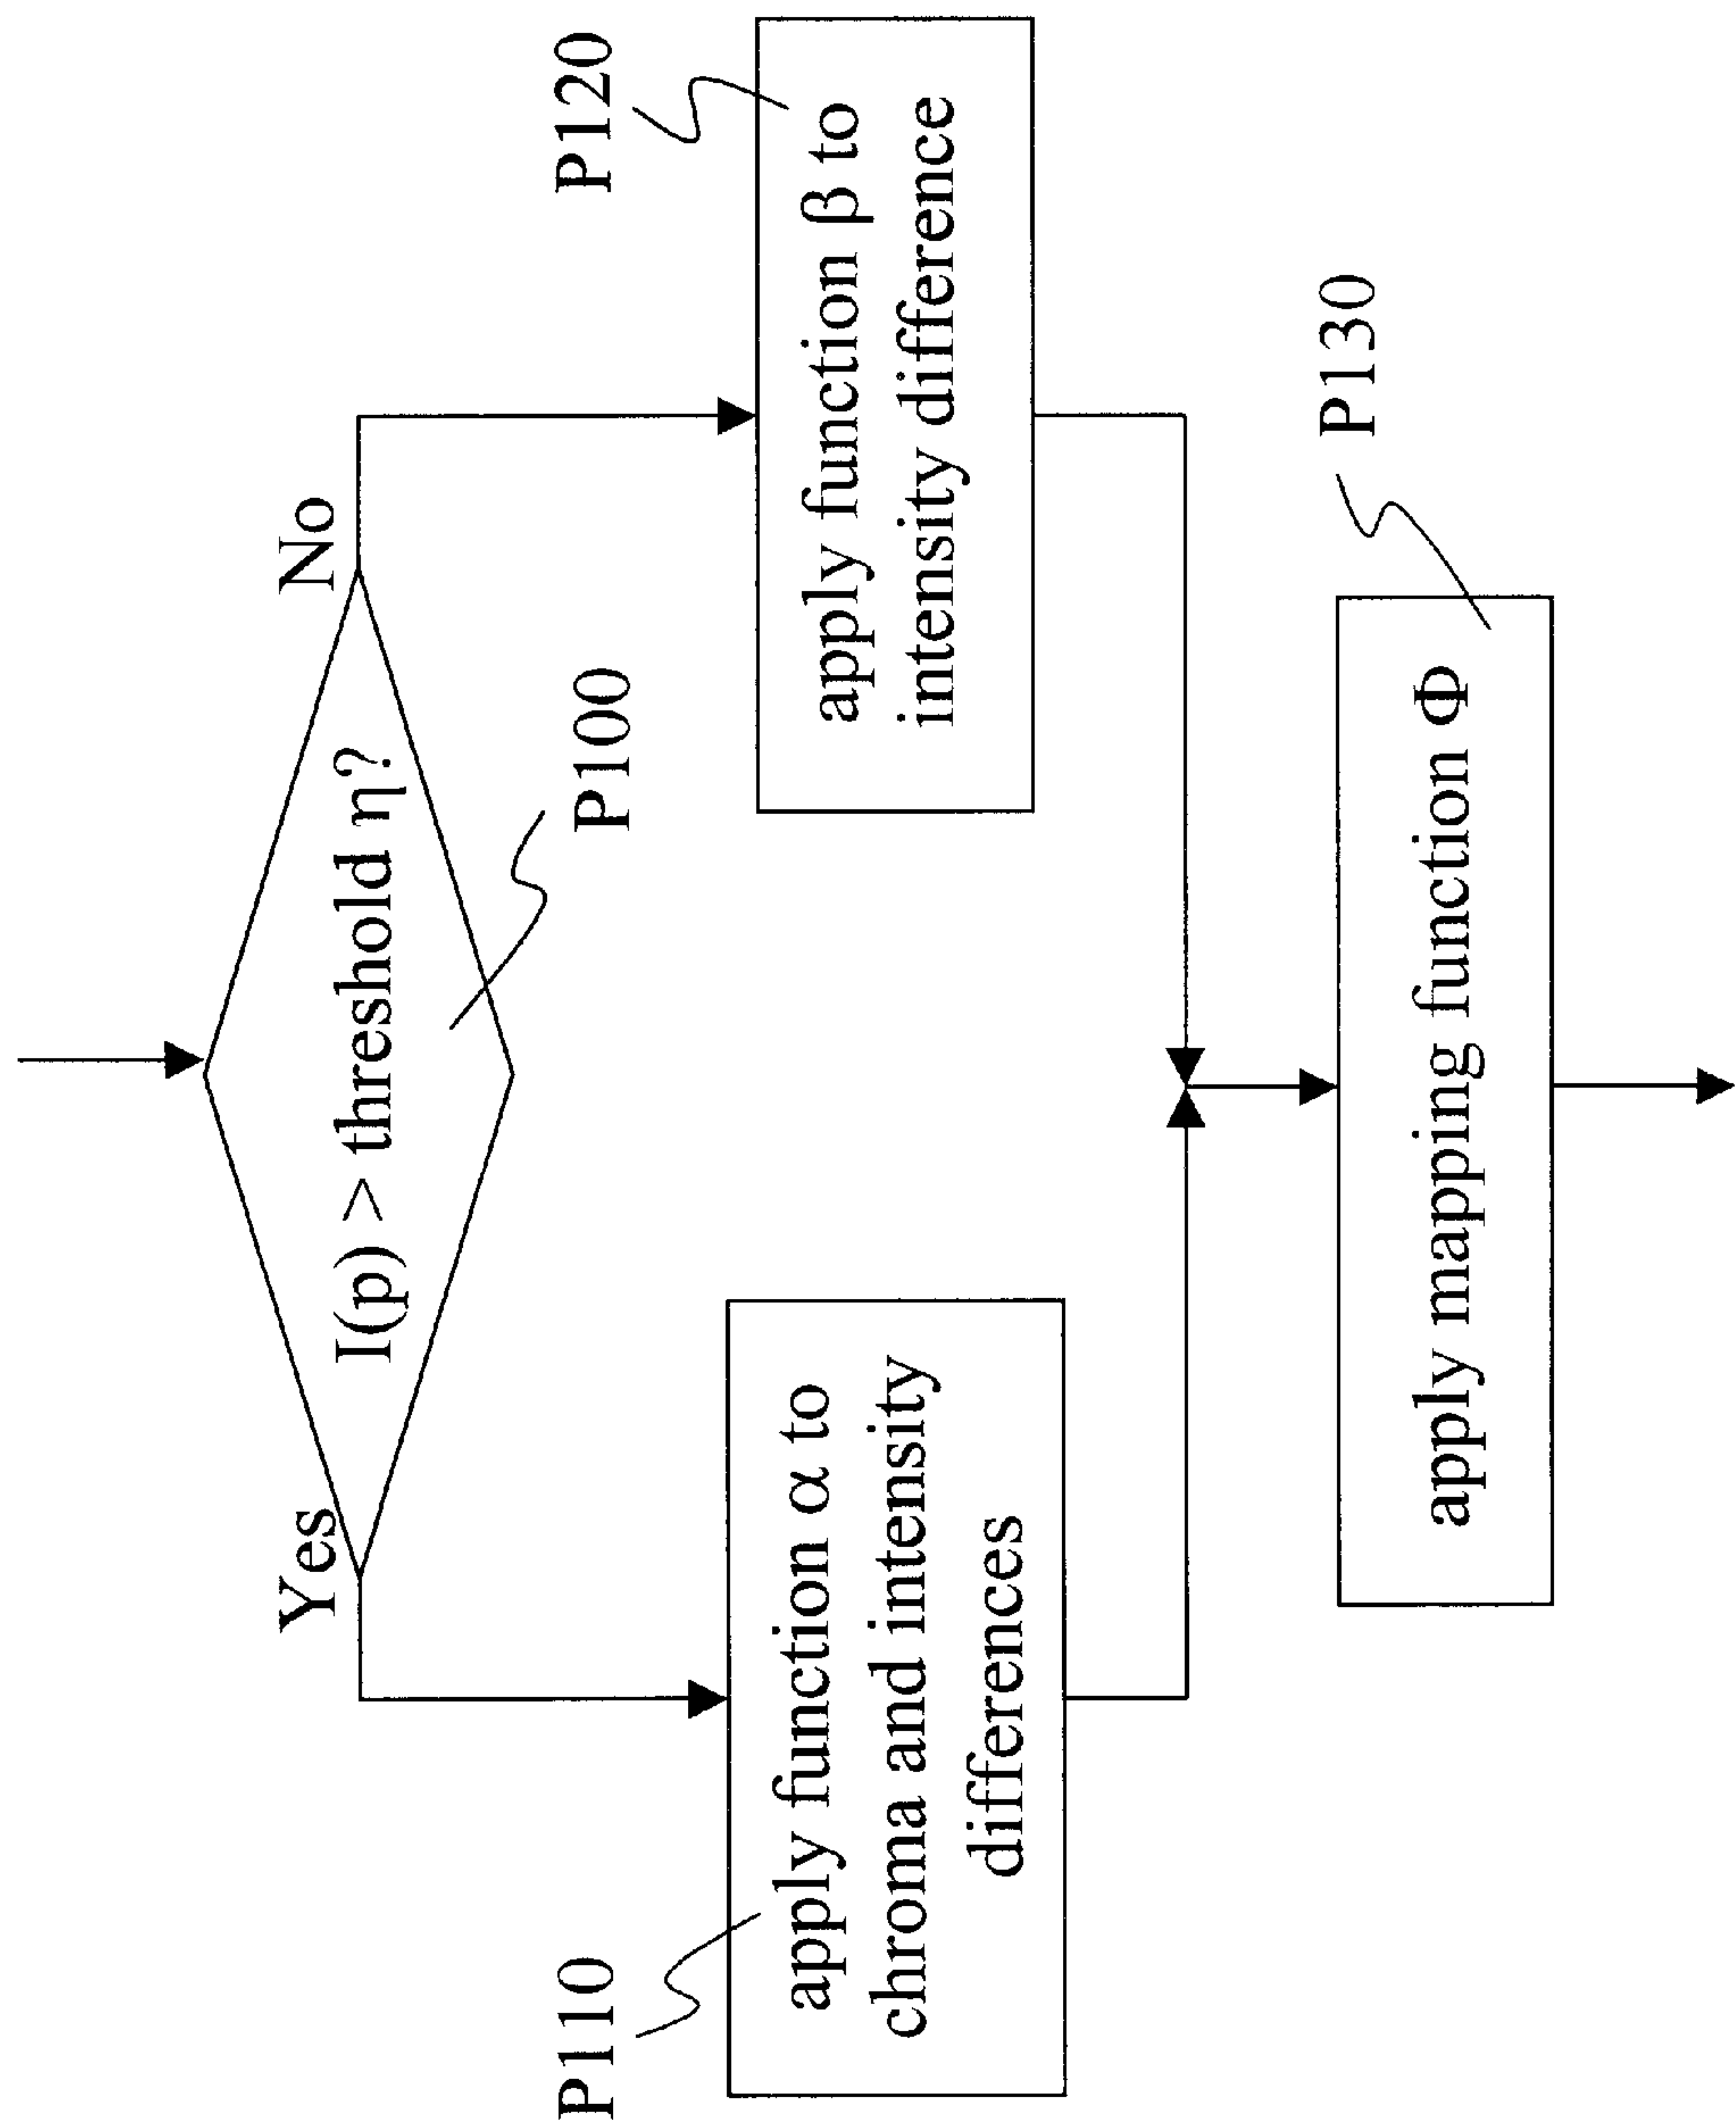 Yes
No
I(p) > threshold η?
P100
P110
P120
apply function α to
chroma and intensity
differences
apply function β to
intensity difference
P130
apply mapping function Φ